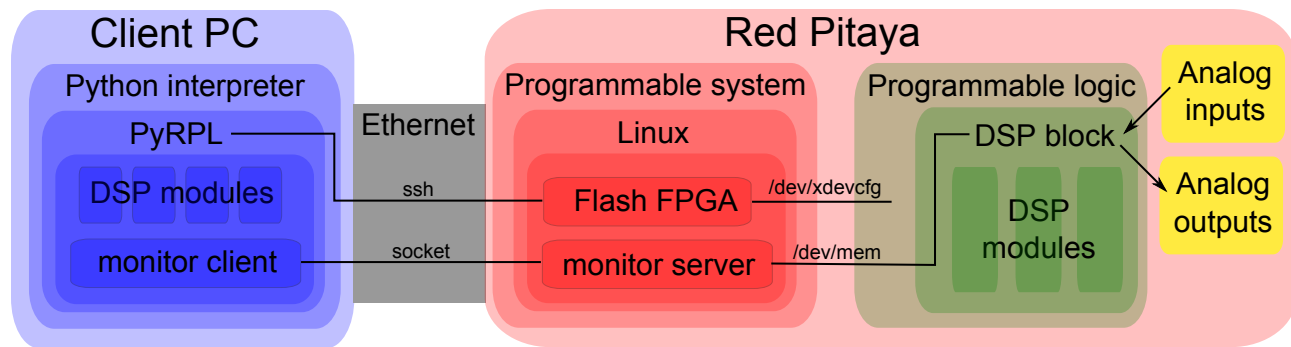 Client PC
Python interpreter
PyRPL
DSP modules
monitor client
Ethernet
ssh
socket
Red Pitaya
Programmable system
Linux
Flash FPGA
monitor server
/dev/xdevcfg
/dev/mem
Programmable logic
DSP block
DSP
modules
Analog
inputs
Analog
outputs